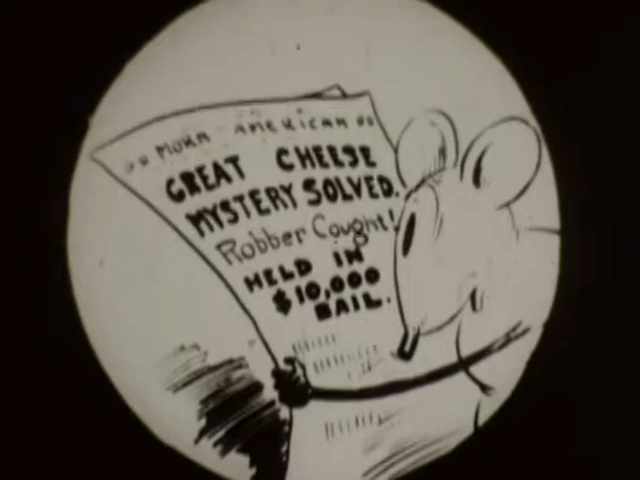 AMERICAN
GREAT CHEESE
MYSTERY SOLVED.
Robber Caught!
HELD IN
$10,000
BAIL.